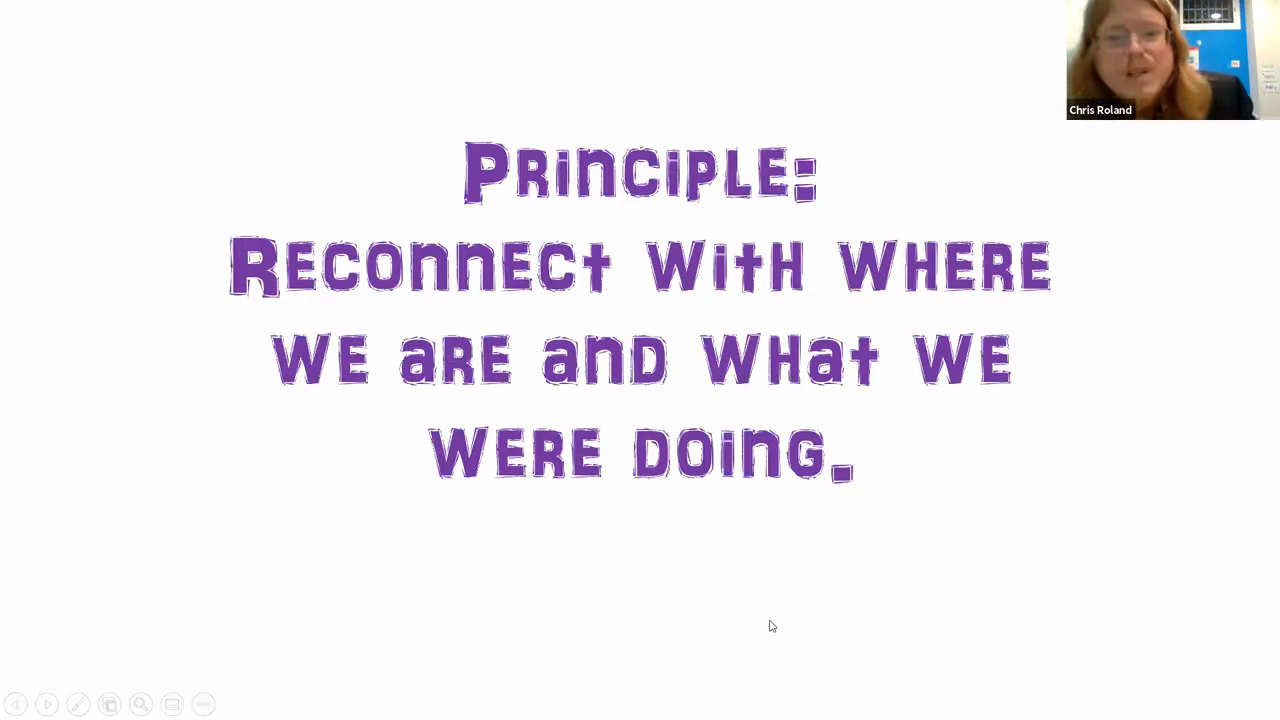 Chris Roland
Principle:
Reconnect with where
we are and what we
were doing.